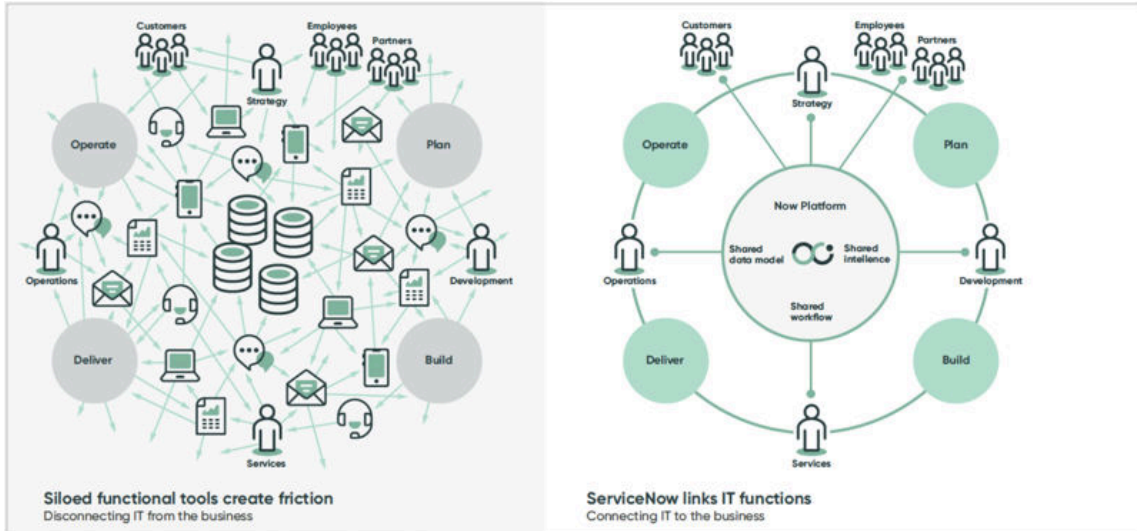 Customers
Employees
Partners
Strategy
Operate
Plan
Operations
Development
Deliver
Build
Services
Siloed functional tools create friction
Disconnecting IT from the business
Customers
Employees
Partners
Strategy
Operate
Plan
Now Platform
Shared
data model
Shared
intellence
Operations
Development
Shared
workflow
Deliver
Build
Services
ServiceNow links IT functions
Connecting IT to the business